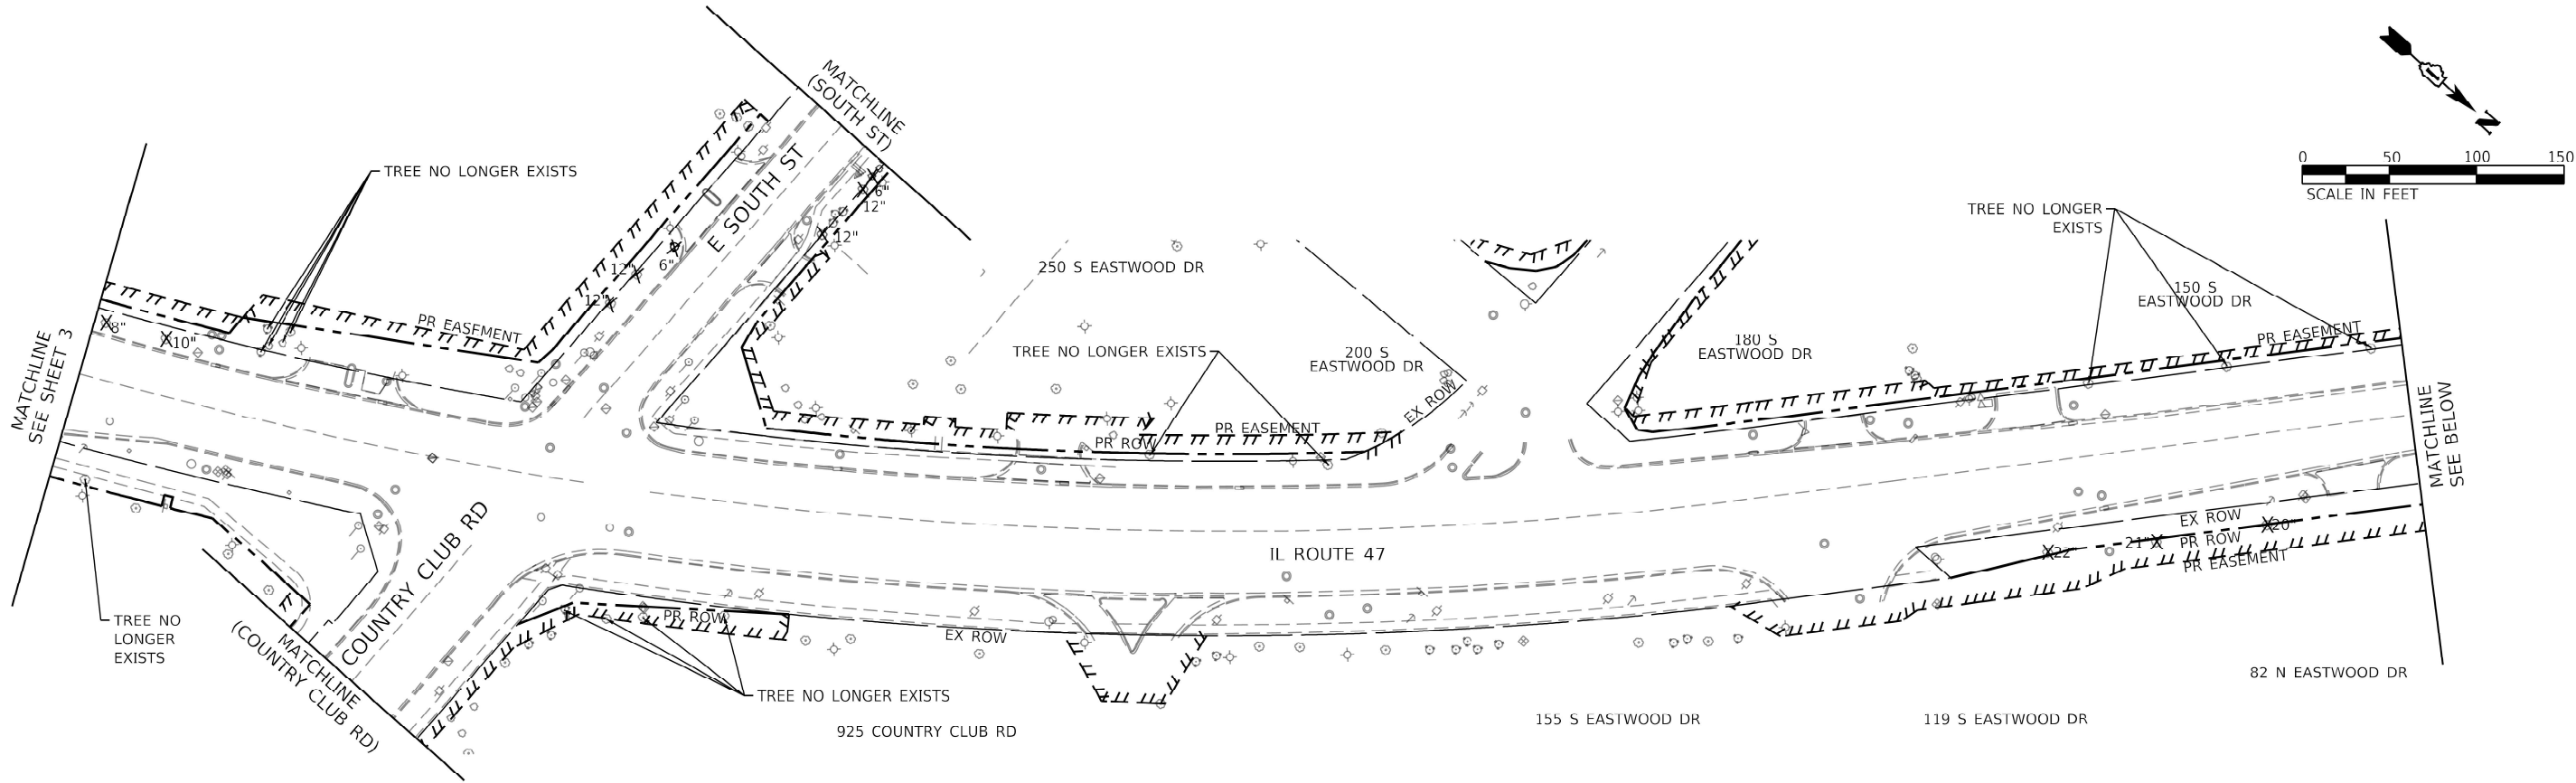 MATCHLINE
(SOUTH ST)
N
0 50 100 150
SCALE IN FEET
TREE NO LONGER EXISTS
E SOUTH ST
6"
12"
12"
6"
12"
12"
TREE NO LONGER
EXISTS
250 S EASTWOOD DR
150 S
EASTWOOD DR
MATCHLINE
SEE SHEET 3
8"
10"
PR EASEMENT
TREE NO LONGER EXISTS
200 S
EASTWOOD DR
180 S
EASTWOOD DR
PR EASEMENT
EX ROW
PR ROW
PR EASEMENT
MATCHLINE
SEE BELOW
COUNTRY CLUB RD
IL ROUTE 47
EX ROW
20"
21"
PR ROW
22"
PR EASEMENT
TREE NO
LONGER
EXISTS
MATCHLINE
(COUNTRY CLUB RD)
PR ROW
EX ROW
TREE NO LONGER EXISTS
925 COUNTRY CLUB RD
155 S EASTWOOD DR
119 S EASTWOOD DR
82 N EASTWOOD DR